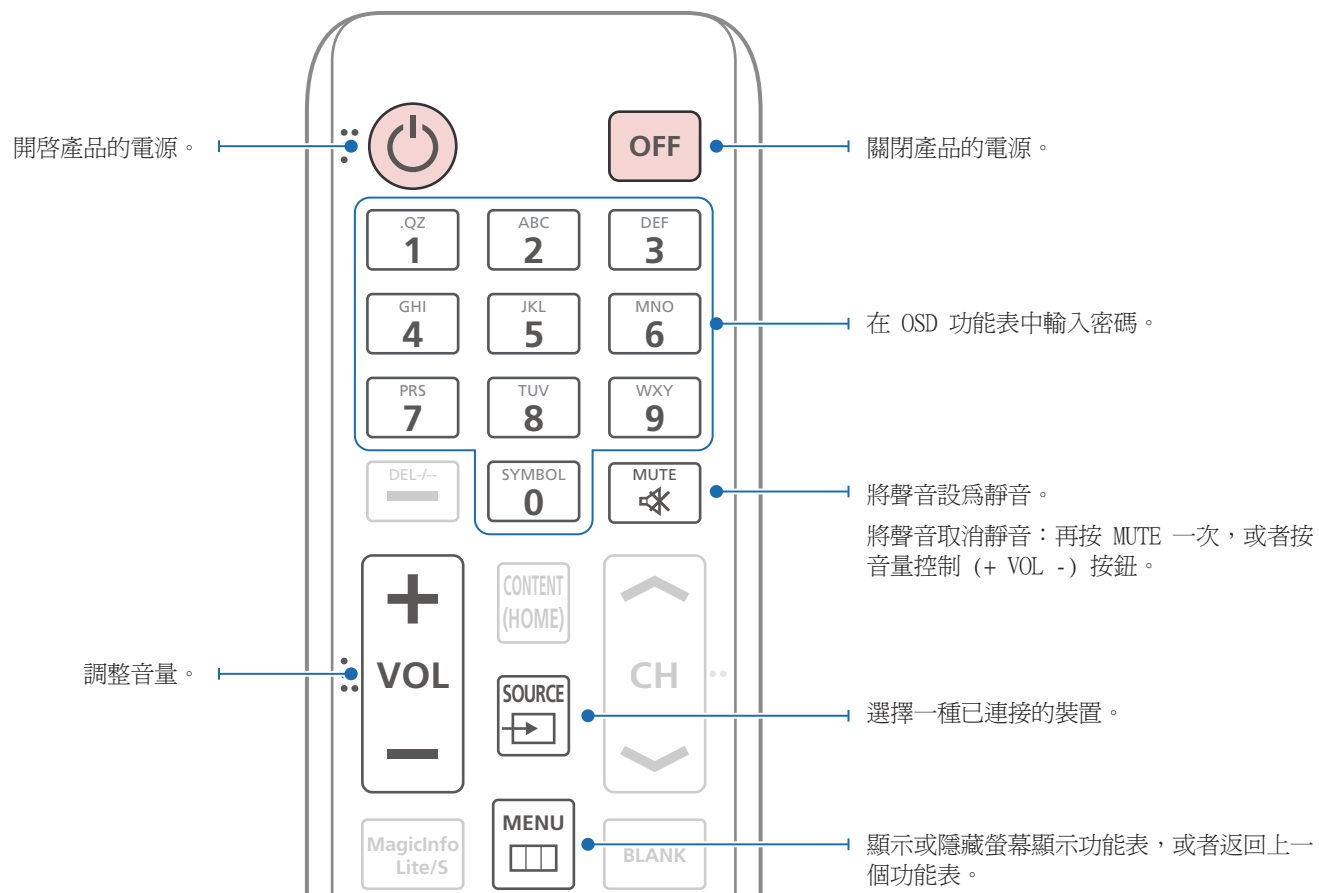 開啓產品的電源。
OFF
關閉產品的電源。
.QZ
1
ABC
2
DEF
3
GHI
4
JKL
5
MNO
6
在 OSD 功能表中輸入密碼。
PRS
7
TUV
8
WXY
9
DEL-/--
SYMBOL
0
MUTE
將聲音設爲靜音。
將聲音取消靜音：再按 MUTE 一次，或者按
音量控制 (+ VOL -) 按鈕。
CONTENT
(HOME)
調整音量。
VOL
CH
SOURCE
選擇一種已連接的裝置。
MagicInfo
Lite/S
MENU
BLANK
顯示或隱藏螢幕顯示功能表，或者返回上一
個功能表。